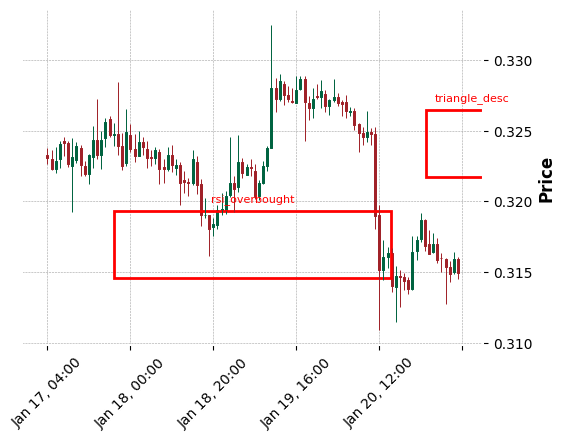 0.330
triangle_desc
0.325
0.320
rsi_overbought
0.315
0.310
Price
Jan 17, 04:00
Jan 18, 00:00
Jan 18, 20:00
Jan 19, 16:00
Jan 20, 12:00